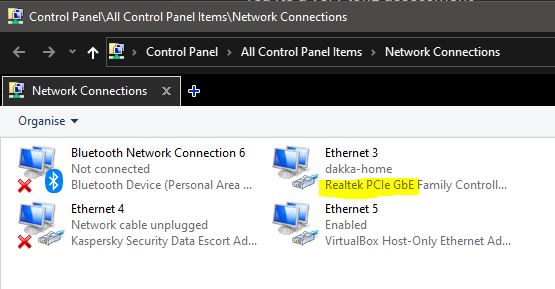 Control Panel\All Control Panel Items\Network Connections
Control Panel > All Control Panel Items > Network Connections
Network Connections
Organise
Bluetooth Network Connection 6
Not connected
Bluetooth Device (Personal Area ...
Ethernet 3
dakka-home
Realtek PCIe GbE Family Controll...
Ethernet 4
Network cable unplugged
Kaspersky Security Data Escort Ad...
Ethernet 5
Enabled
VirtualBox Host-Only Ethernet Ad...